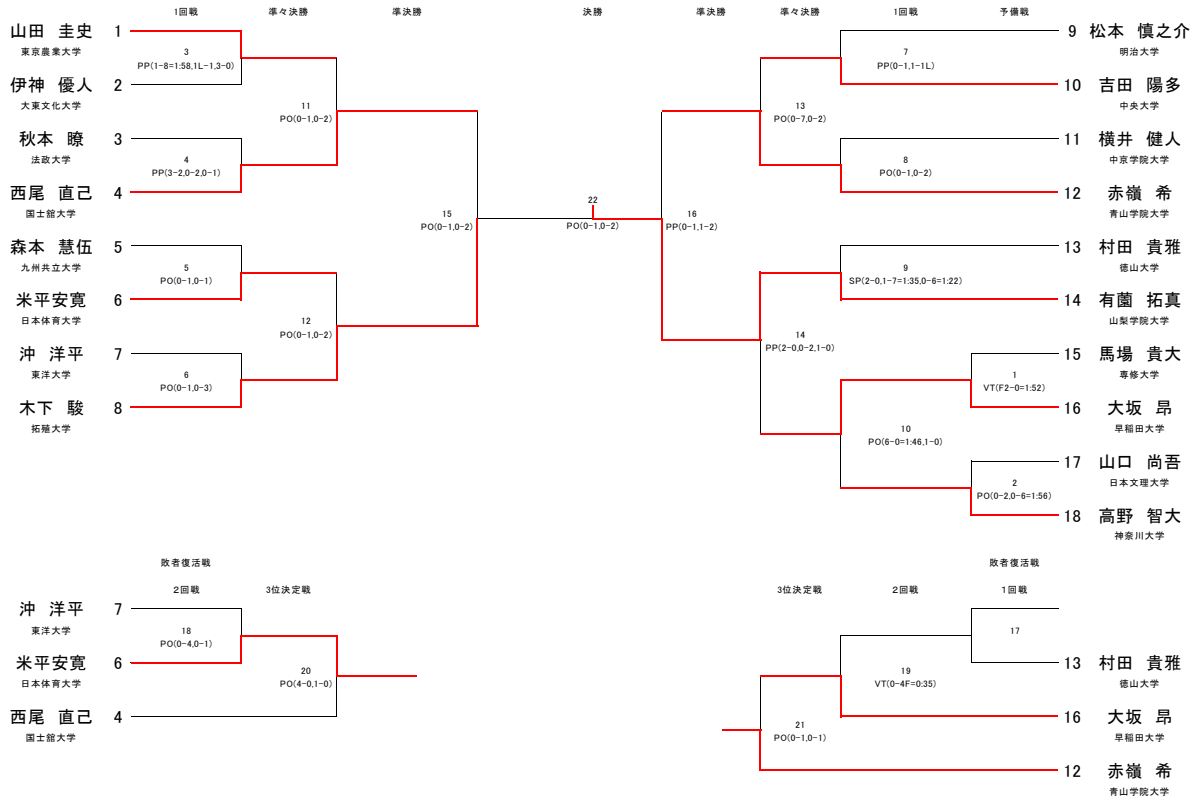 1回戦 準々決勝 準決勝 決勝 準決勝 準々決勝 1回戦 予備戦
山田 圭史 1
東京農業大学
3
PP(1-8=1:58,1L-1,3-0)
伊神 優人 2
大東文化大学
11
PO(0-1,0-2)
秋本 瞭 3
法政大学
4
PP(3-2,0-2,0-1)
西尾 直己 4
国士舘大学
15
PO(0-1,0-2)
森本 慧伍 5
九州共立大学
5
PO(0-1,0-1)
米平安寛 6
日本体育大学
12
PO(0-1,0-2)
沖 洋平 7
東洋大学
6
PO(0-1,0-3)
木下 駿 8
拓殖大学
22
PO(0-1,0-2)
9 松本 慎之介
明治大学
7
PP(0-1,1-1L)
10 吉田 陽多
中央大学
13
PO(0-7,0-2)
11 横井 健人
中京学院大学
8
PO(0-1,0-2)
12 赤嶺 希
青山学院大学
16
PP(0-1,1-2)
13 村田 貴雅
徳山大学
9
SP(2-0,1-7=1:35,0-6=1:22)
14 有薗 拓真
山梨学院大学
14
PP(2-0,0-2,1-0)
15 馬場 貴大
専修大学
1
VT(F2-0=1:52)
16 大坂 昂
早稲田大学
10
PO(6-0=1:46,1-0)
17 山口 尚吾
日本文理大学
2
PO(0-2,0-6=1:56)
18 高野 智大
神奈川大学
敗者復活戦
2回戦 3位決定戦
沖 洋平 7
東洋大学
18
PO(0-4,0-1)
米平安寛 6
日本体育大学
20
PO(4-0,1-0)
西尾 直己 4
国士舘大学
敗者復活戦
3位決定戦 2回戦 1回戦
17
13 村田 貴雅
徳山大学
19
VT(0-4F=0:35)
16 大坂 昂
早稲田大学
21
PO(0-1,0-1)
12 赤嶺 希
青山学院大学